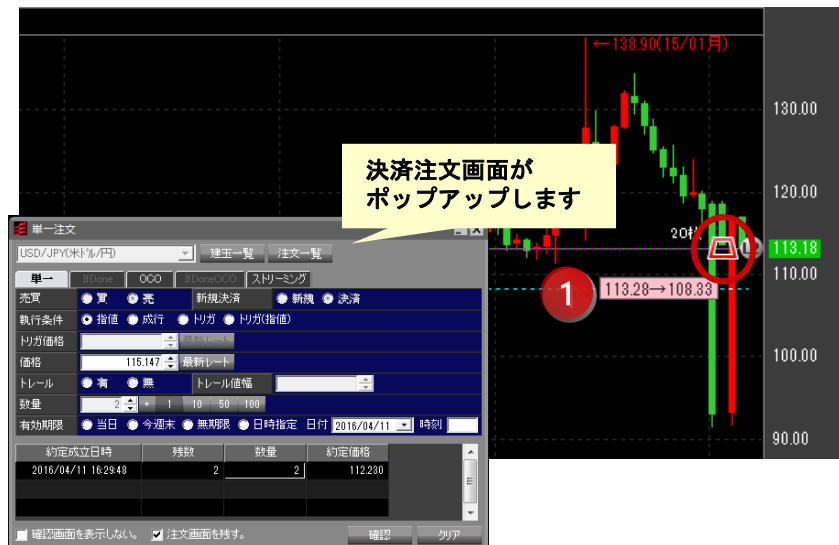 ←138.90(15/01月)
130.00
120.00
113.18
110.00
100.00
90.00
決済注文画面が
ポップアップします
20枚
1
113.28→108.33
単一注文
USD/JPY(米ドル/円) 建玉一覧 注文一覧
単一 IfDone OCO IfDoneOCO ストリーミング
売買 買 売 新規決済 新規 決済
執行条件 指値 成行 トリガ トリガ(指値)
トリガ価格 最新レート
価格 115.147 最新レート
トレール 有 無 トレール値幅
数量 2 + 1 10 50 100
有効期限 当日 今週末 無期限 日時指定 日付 2016/04/11 時刻
約定成立日時 残数 数量 約定価格
2016/04/11 16:29:48 2 2 112.230
確認画面を表示しない。 注文画面を残す。 確認 クリア